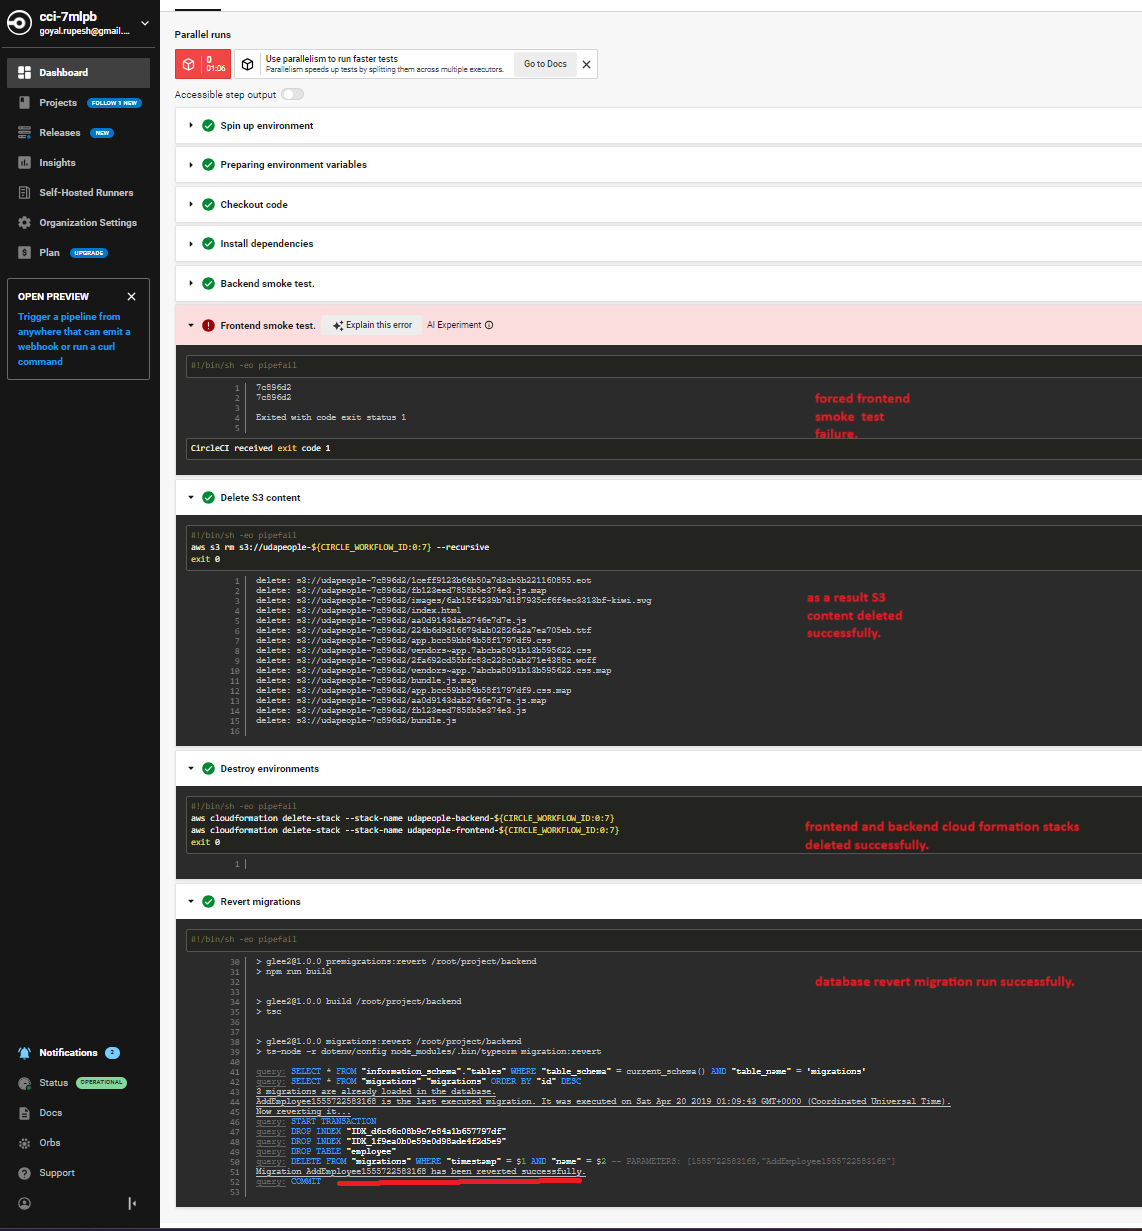 cci-7mlpb
goyal.rupesh@gmail....
Dashboard
Projects FOLLOW 1 NEW
Releases NEW
Insights
Self-Hosted Runners
Organization Settings
Plan UPGRADE
OPEN PREVIEW
Trigger a pipeline from
anywhere that can emit a
webhook or run a curl
command
Notifications 2
Status OPERATIONAL
Docs
Orbs
Support
Parallel runs
0
01:06
Use parallelism to run faster tests
Parallelism speeds up tests by splitting them across multiple executors.
Go to Docs
Accessible step output
Spin up environment
Preparing environment variables
Checkout code
Install dependencies
Backend smoke test.
Frontend smoke test. Explain this error AI Experiment
#!/bin/sh -eo pipefail
1 7c896d2
2 7c896d2
3
4 Exited with code exit status 1
5
CircleCI received exit code 1
forced frontend
smoke test
failure.
Delete S3 content
#!/bin/sh -eo pipefail
aws s3 rm s3://udapeople-${CIRCLE_WORKFLOW_ID:0:7} --recursive
exit 0
1 delete: s3://udapeople-7c896d2/1ceff9123b66b50a7d3cb5b221160855.eot
2 delete: s3://udapeople-7c896d2/fb123eed7858b5e374e3.js.map
3 delete: s3://udapeople-7c896d2/images/6ab15f4239b7d187935cf6f4ec3313bf-kiwi.svg
4 delete: s3://udapeople-7c896d2/index.html
5 delete: s3://udapeople-7c896d2/aa0d9143dab2746e7d7e.js
6 delete: s3://udapeople-7c896d2/224b6d9d16679dab02826a2a7ea705eb.ttf
7 delete: s3://udapeople-7c896d2/app.bcc59bb84b58f1797df9.css
8 delete: s3://udapeople-7c896d2/vendors~app.7abcba8091b13b595622.css
9 delete: s3://udapeople-7c896d2/2fa692cd55bfc83c228c0ab271e4388c.woff
10 delete: s3://udapeople-7c896d2/vendors~app.7abcba8091b13b595622.css.map
11 delete: s3://udapeople-7c896d2/bundle.js.map
12 delete: s3://udapeople-7c896d2/app.bcc59bb84b58f1797df9.css.map
13 delete: s3://udapeople-7c896d2/aa0d9143dab2746e7d7e.js.map
14 delete: s3://udapeople-7c896d2/fb123eed7858b5e374e3.js
15 delete: s3://udapeople-7c896d2/bundle.js
16
as a result S3
content deleted
successfully.
Destroy environments
#!/bin/sh -eo pipefail
aws cloudformation delete-stack --stack-name udapeople-backend-${CIRCLE_WORKFLOW_ID:0:7}
aws cloudformation delete-stack --stack-name udapeople-frontend-${CIRCLE_WORKFLOW_ID:0:7}
exit 0
1
frontend and backend cloud formation stacks
deleted successfully.
Revert migrations
#!/bin/sh -eo pipefail
30 > glee2@1.0.0 premigrations:revert /root/project/backend
31 > npm run build
32
33
34 > glee2@1.0.0 build /root/project/backend
35 > tsc
36
37
38 > glee2@1.0.0 migrations:revert /root/project/backend
39 > ts-node -r dotenv/config node_modules/.bin/typeorm migration:revert
40
41 query: SELECT * FROM "information_schema"."tables" WHERE "table_schema" = current_schema() AND "table_name" = 'migrations'
42 query: SELECT * FROM "migrations" "migrations" ORDER BY "id" DESC
43 3 migrations are already loaded in the database.
44 AddEmployee1555722583168 is the last executed migration. It was executed on Sat Apr 20 2019 01:09:43 GMT+0000 (Coordinated Universal Time).
45 Now reverting it...
46 query: START TRANSACTION
47 query: DROP INDEX "IDX_d6c66c08b9c7e84a1b657797df"
48 query: DROP INDEX "IDX_1f9ea0b0e59e0d98ade4f2d5e9"
49 query: DROP TABLE "employee"
50 query: DELETE FROM "migrations" WHERE "timestamp" = $1 AND "name" = $2 -- PARAMETERS: [1555722583168,"AddEmployee1555722583168"]
51 Migration AddEmployee1555722583168 has been reverted successfully.
52 query: COMMIT
53
database revert migration run successfully.